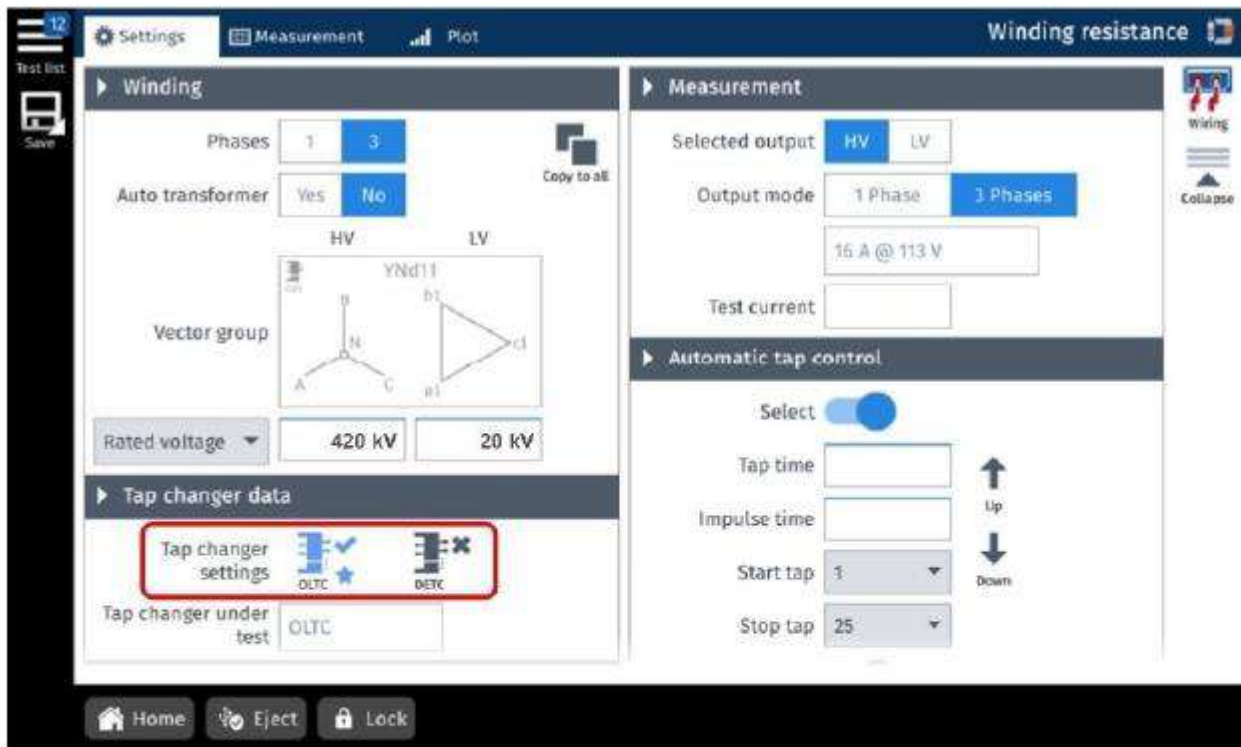 12
Test list
Save
Settings
Measurement
Plot
Winding resistance
Winding
Phases 1 3
Copy to all
Auto transformer Yes No
HV LV
Vector group
YNd11
B
N
A C
b1
c1
a1
Rated voltage 420 kV 20 kV
Tap changer data
Tap changer
settings
OLTC
DETC
Tap changer under
test
OLTC
Measurement
Selected output HV LV
Output mode 1 Phase 3 Phases
16 A @ 113 V
Test current
Automatic tap control
Select
Tap time
Impulse time
Up
Start tap 1
Down
Stop tap 25
Wiring
Collapse
Home
Eject
Lock